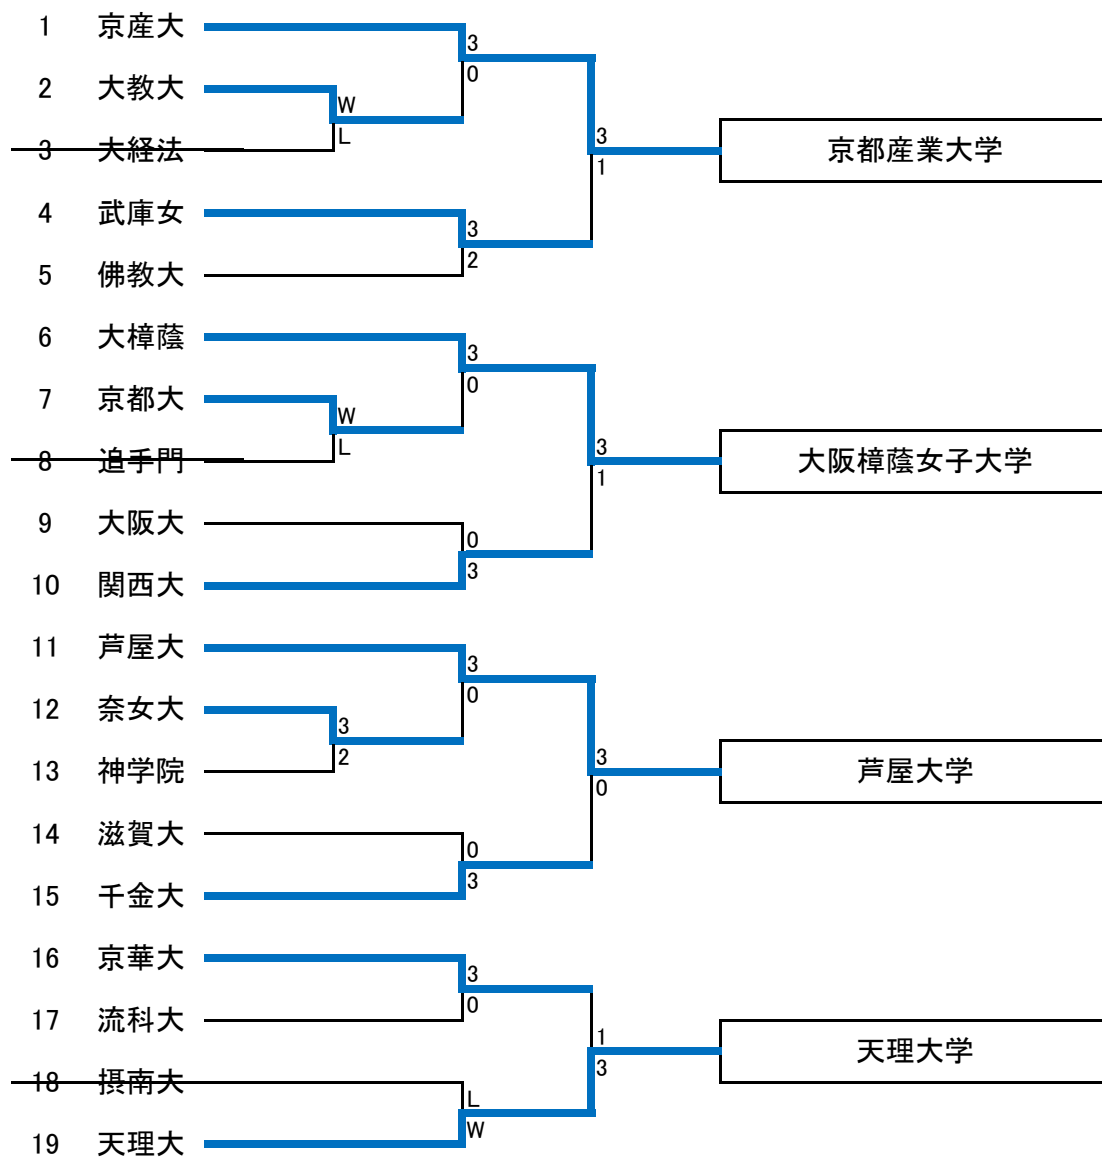 1 京産大
3
0
2 大教大
W
L
3 大経法
3
1
京都産業大学
4 武庫女
3
2
5 佛教大
6 大樟蔭
3
0
7 京都大
W
L
8 追手門
3
1
大阪樟蔭女子大学
9 大阪大
0
3
10 関西大
11 芦屋大
3
0
12 奈女大
3
2
13 神学院
3
0
芦屋大学
14 滋賀大
0
3
15 千金大
16 京華大
3
0
17 流科大
1
3
天理大学
18 摂南大
L
W
19 天理大